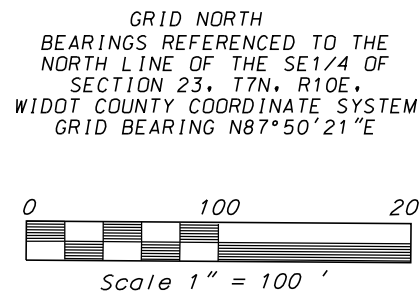 GRID NORTH
BEARINGS REFERENCED TO THE
NORTH LINE OF THE SE1/4 OF
SECTION 23, T7N, R10E,
WIDOT COUNTY COORDINATE SYSTEM
GRID BEARING N87°50'21"E
0 100 20
Scale 1" = 100 '